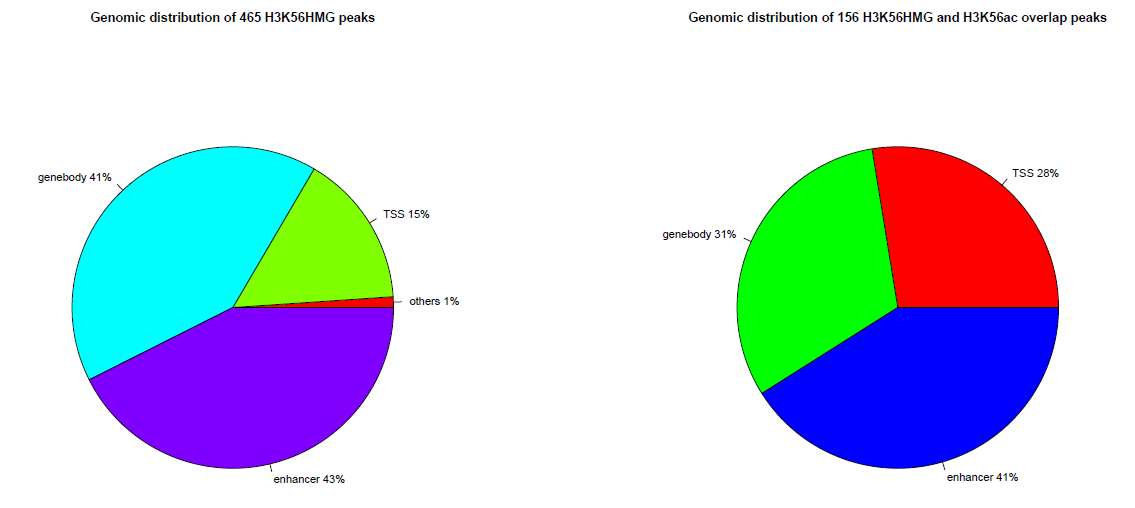 Genomic distribution of 465 H3K56HMG peaks
genebody 41%
TSS 15%
others 1%
enhancer 43%
Genomic distribution of 156 H3K56HMG and H3K56ac overlap peaks
TSS 28%
genebody 31%
enhancer 41%